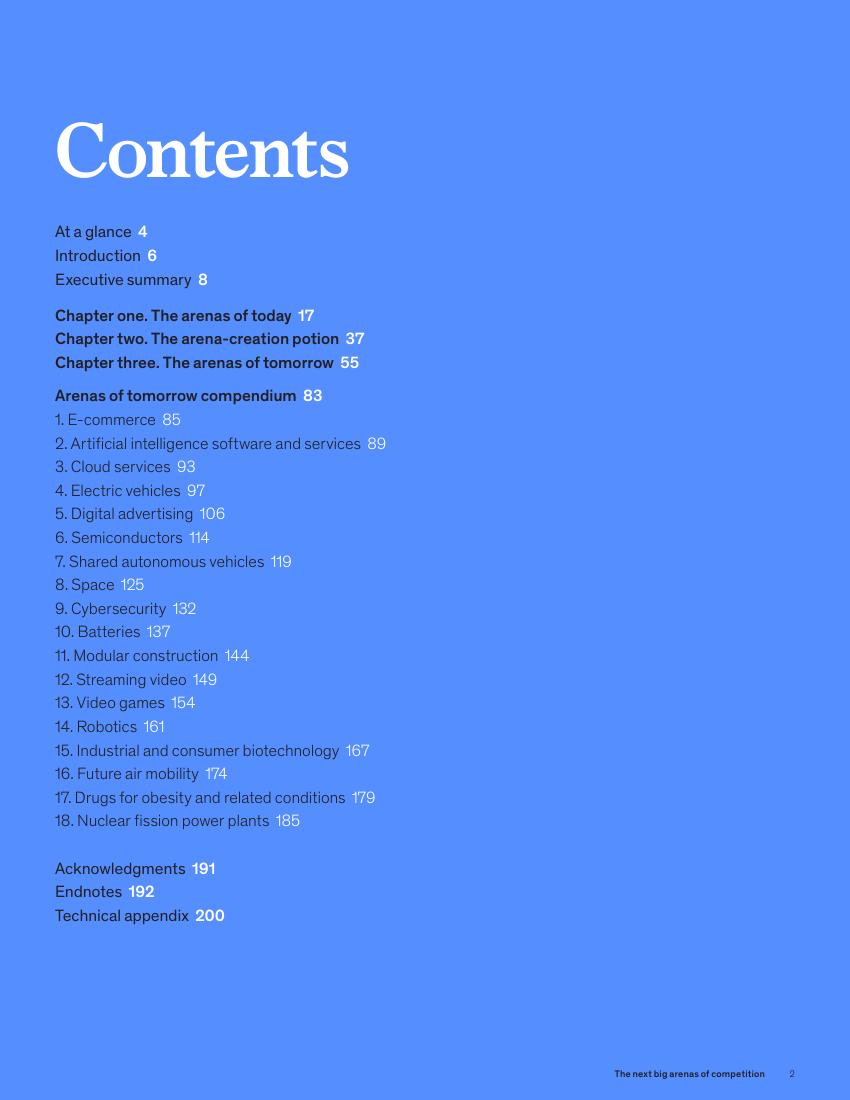 Contents
At a glance 4
Introduction 6
Executive summary 8
Chapter one. The arenas of today 17
Chapter two. The arena-creation potion 37
Chapter three. The arenas of tomorrow 55
Arenas of tomorrow compendium 83
1. E-commerce 85
2. Artificial intelligence software and services 89
3. Cloud services 93
4. Electric vehicles 97
5. Digital advertising 106
6. Semiconductors 114
7. Shared autonomous vehicles 119
8. Space 125
9. Cybersecurity 132
10. Batteries 137
11. Modular construction 144
12. Streaming video 149
13. Video games 154
14. Robotics 161
15. Industrial and consumer biotechnology 167
16. Future air mobility 174
17. Drugs for obesity and related conditions 179
18. Nuclear fission power plants 185
Acknowledgments 191
Endnotes 192
Technical appendix 200
The next big arenas of competition 2